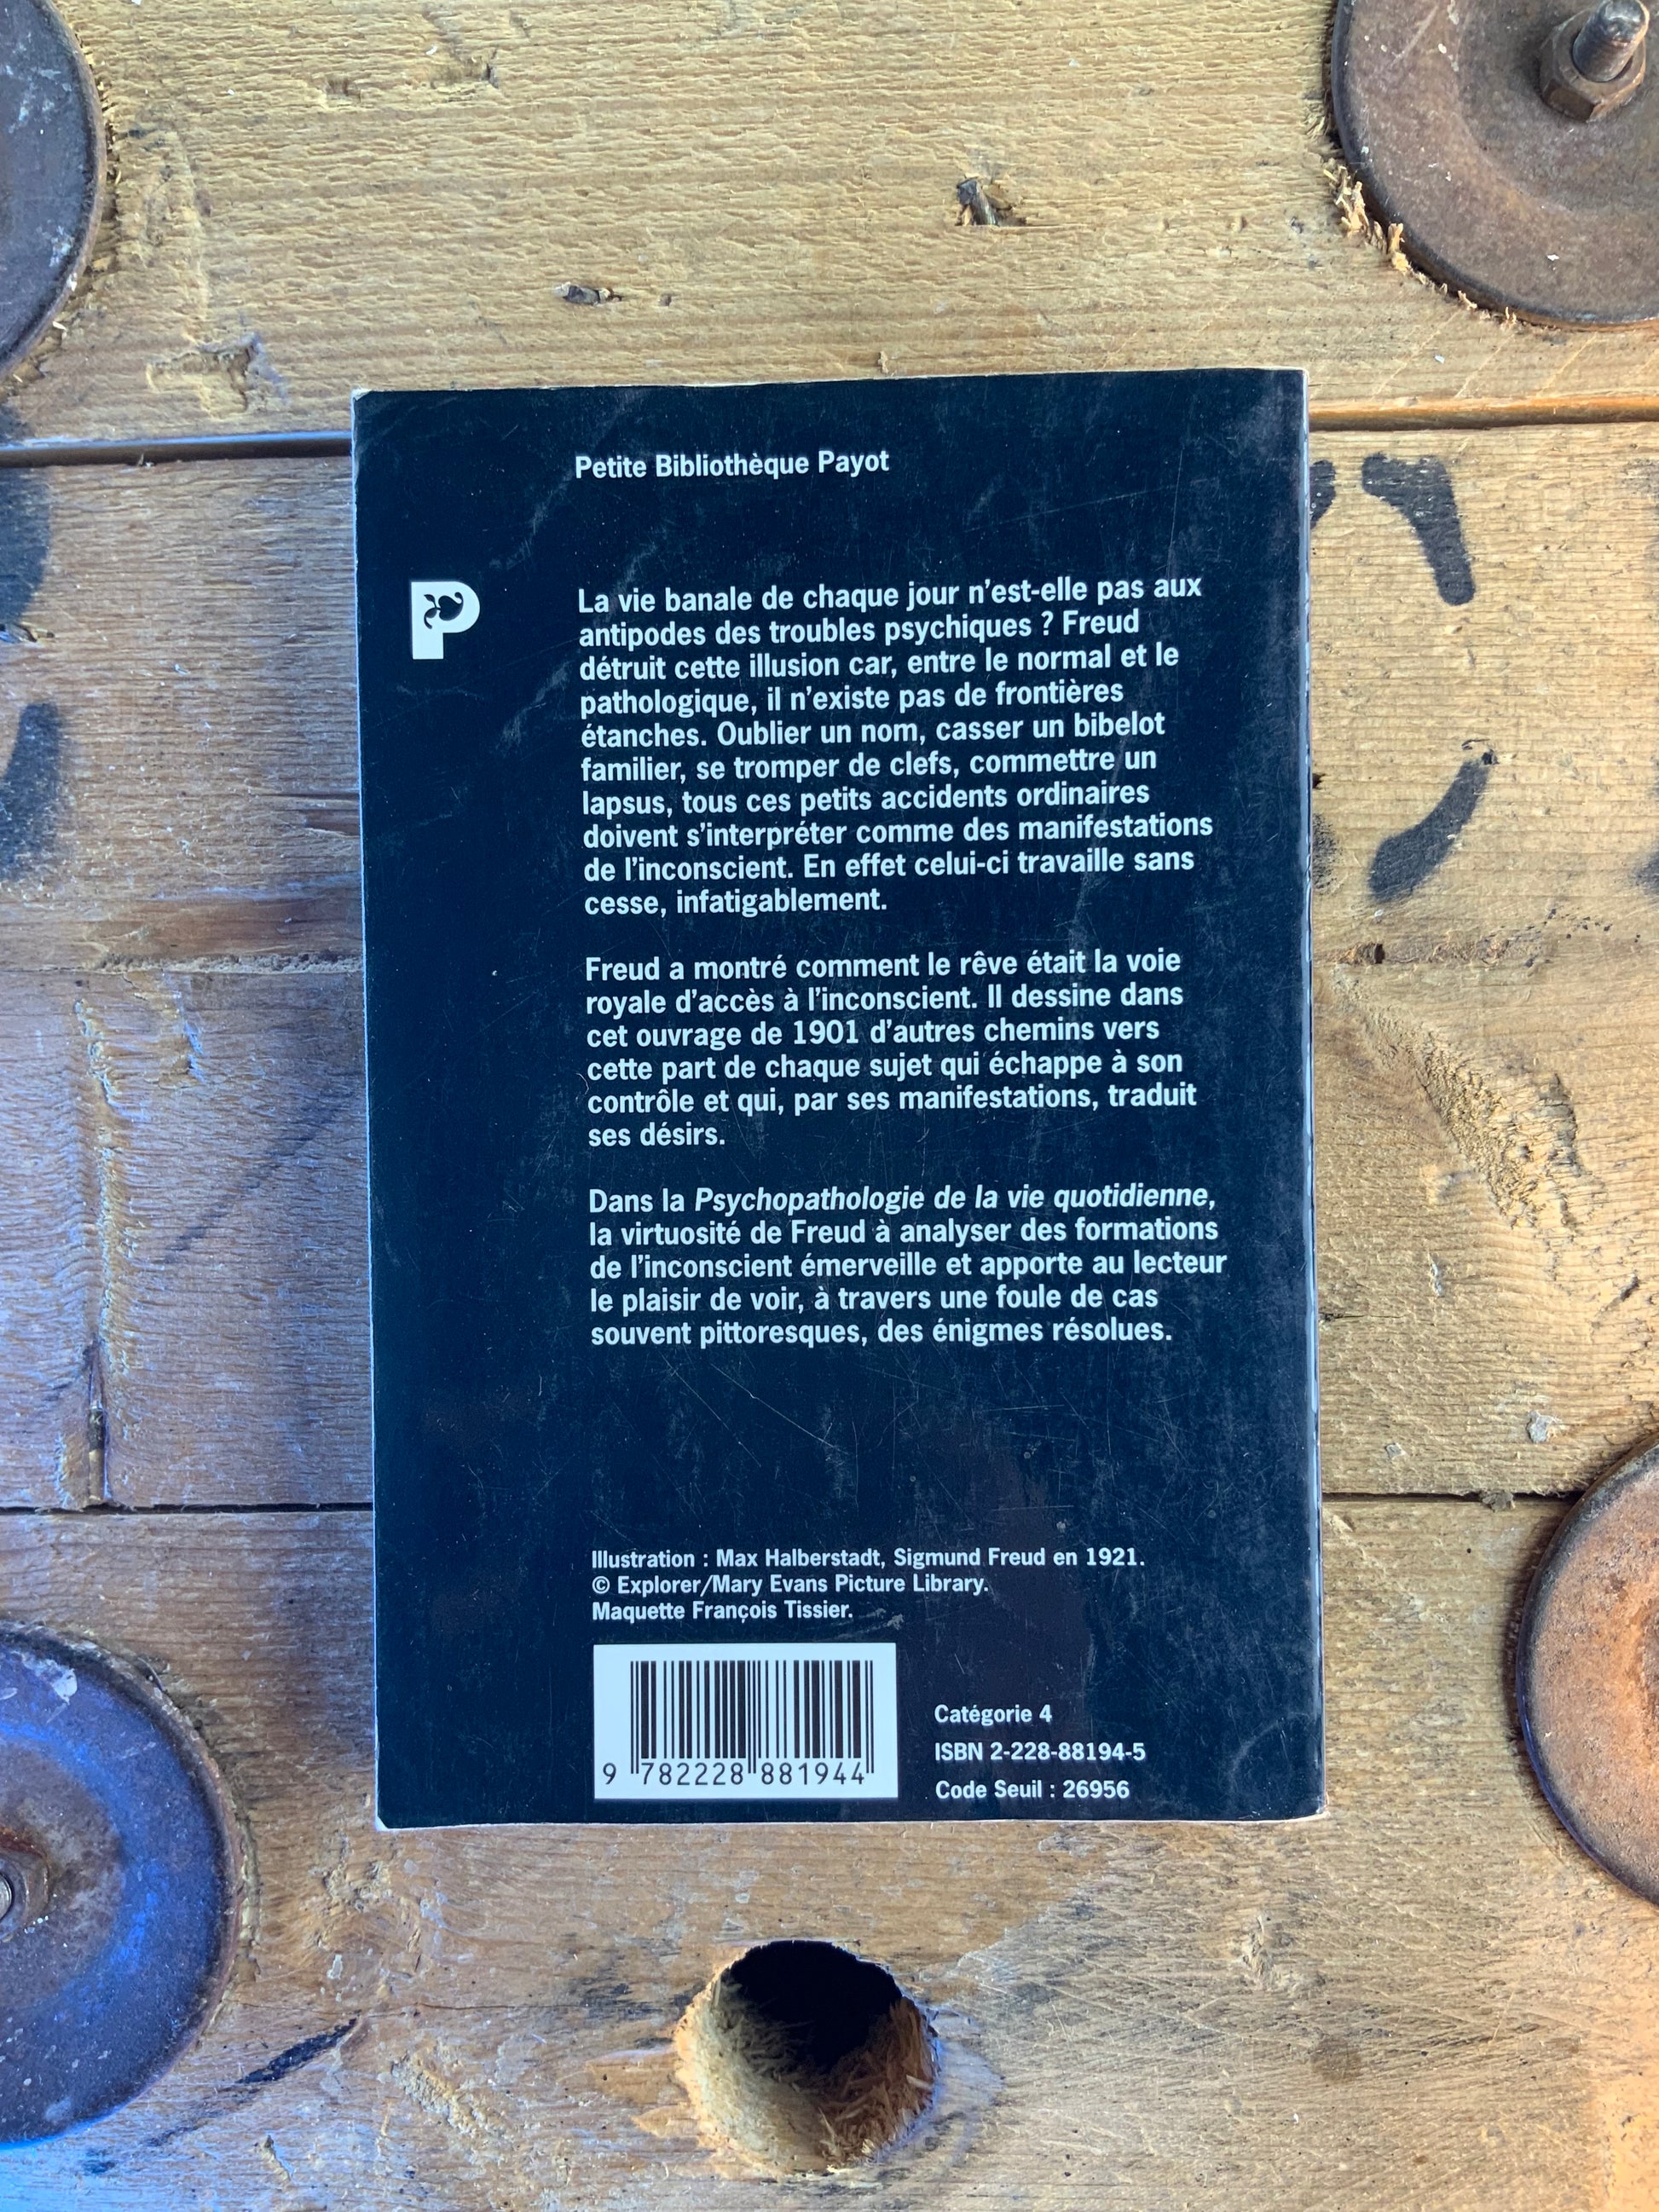 Petite Bibliothèque Payot
P
La vie banale de chaque jour n'est-elle pas aux
antipodes des troubles psychiques ? Freud
détruit cette illusion car, entre le normal et le
pathologique, il n'existe pas de frontières
étanches. Oublier un nom, casser un bibelot
familier, se tromper de clefs, commettre un
lapsus, tous ces petits accidents ordinaires
doivent s'interpréter comme des manifestations
de l'inconscient. En effet celui-ci travaille sans
cesse, infatigablement.
Freud a montré comment le rêve était la voie
royale d'accès à l'inconscient. Il dessine dans
cet ouvrage de 1901 d'autres chemins vers
cette part de chaque sujet qui échappe à son
contrôle et qui, par ses manifestations, traduit
ses désirs.
Dans la Psychopathologie de la vie quotidienne,
la virtuosité de Freud à analyser des formations
de l'inconscient émerveille et apporte au lecteur
le plaisir de voir, à travers une foule de cas
souvent pittoresques, des énigmes résolues.
Illustration : Max Halberstadt, Sigmund Freud en 1921.
© Explorer/Mary Evans Picture Library.
Maquette François Tissier.
9 782228 881944
Catégorie 4
ISBN 2-228-88194-5
Code Seuil : 26956